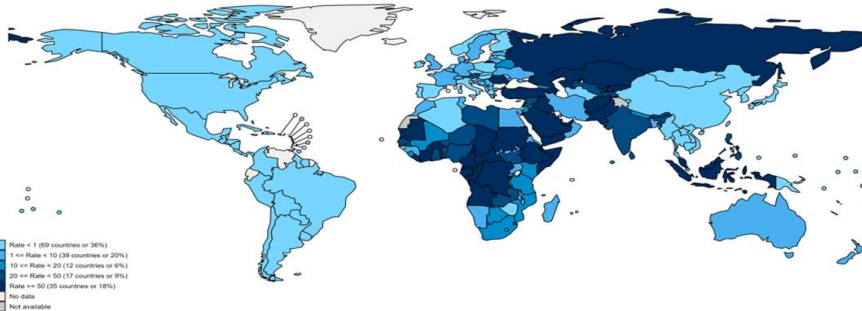 Rate < 1 (69 countries or 36%)
1 <= Rate < 10 (39 countries or 20%)
10 <= Rate < 20 (12 countries or 6%)
20 <= Rate < 50 (17 countries or 9%)
Rate >= 50 (35 countries or 18%)
No data
Not available